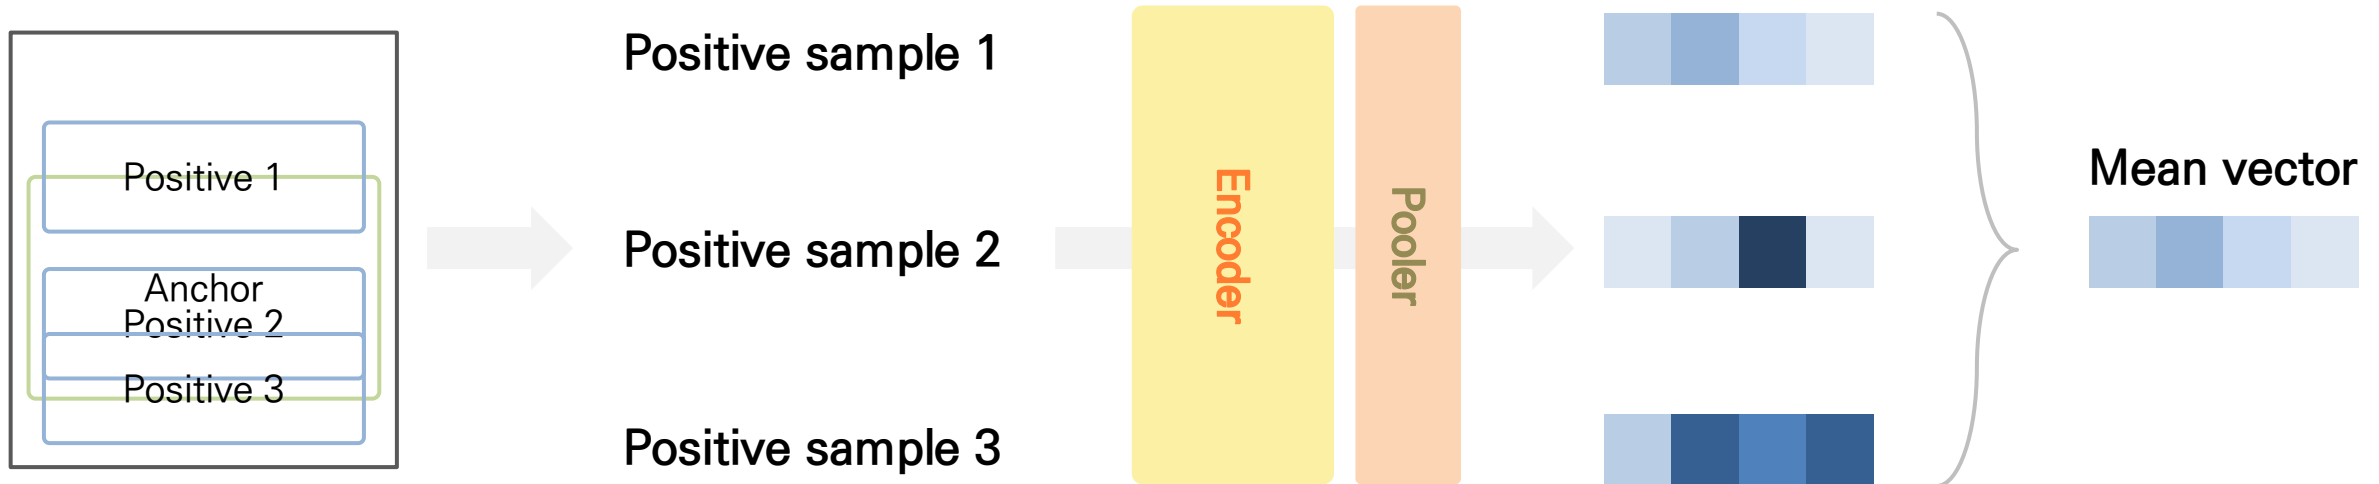 Positive 1
Anchor
Positive 2
Positive 3
Positive sample 1
Positive sample 2
Positive sample 3
Encoder
Pooler
Mean vector